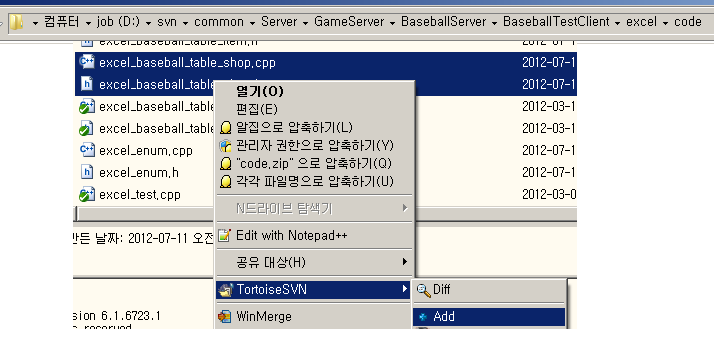 컴퓨터 ▾ job (D:) ▾ svn ▾ common ▾ Server ▾ GameServer ▾ BaseballServer ▾ BaseballTestClient ▾ excel ▾ code
excel_baseball_table_item,h 2012-07-1
excel_baseball_table_shop,cpp 2012-07-1
excel_baseball_table 2012-07-1
excel_baseball_table 2012-03-1
excel_baseball_table 2012-03-1
excel_enum,cpp 2012-07-1
excel_enum,h 2012-07-1
excel_test,cpp 2012-03-0
열기(O)
편집(E)
알집으로 압축하기(L)
관리자 권한으로 압축하기(Y)
"code,zip" 으로 압축하기(Q)
각각 파일명으로 압축하기(U)
N드라이브 탐색기
Edit with Notepad++
공유 대상(H)
TortoiseSVN
WinMerge
Diff
Add
만든 날짜: 2012-07-11 오전
sion 6.1.6723.1